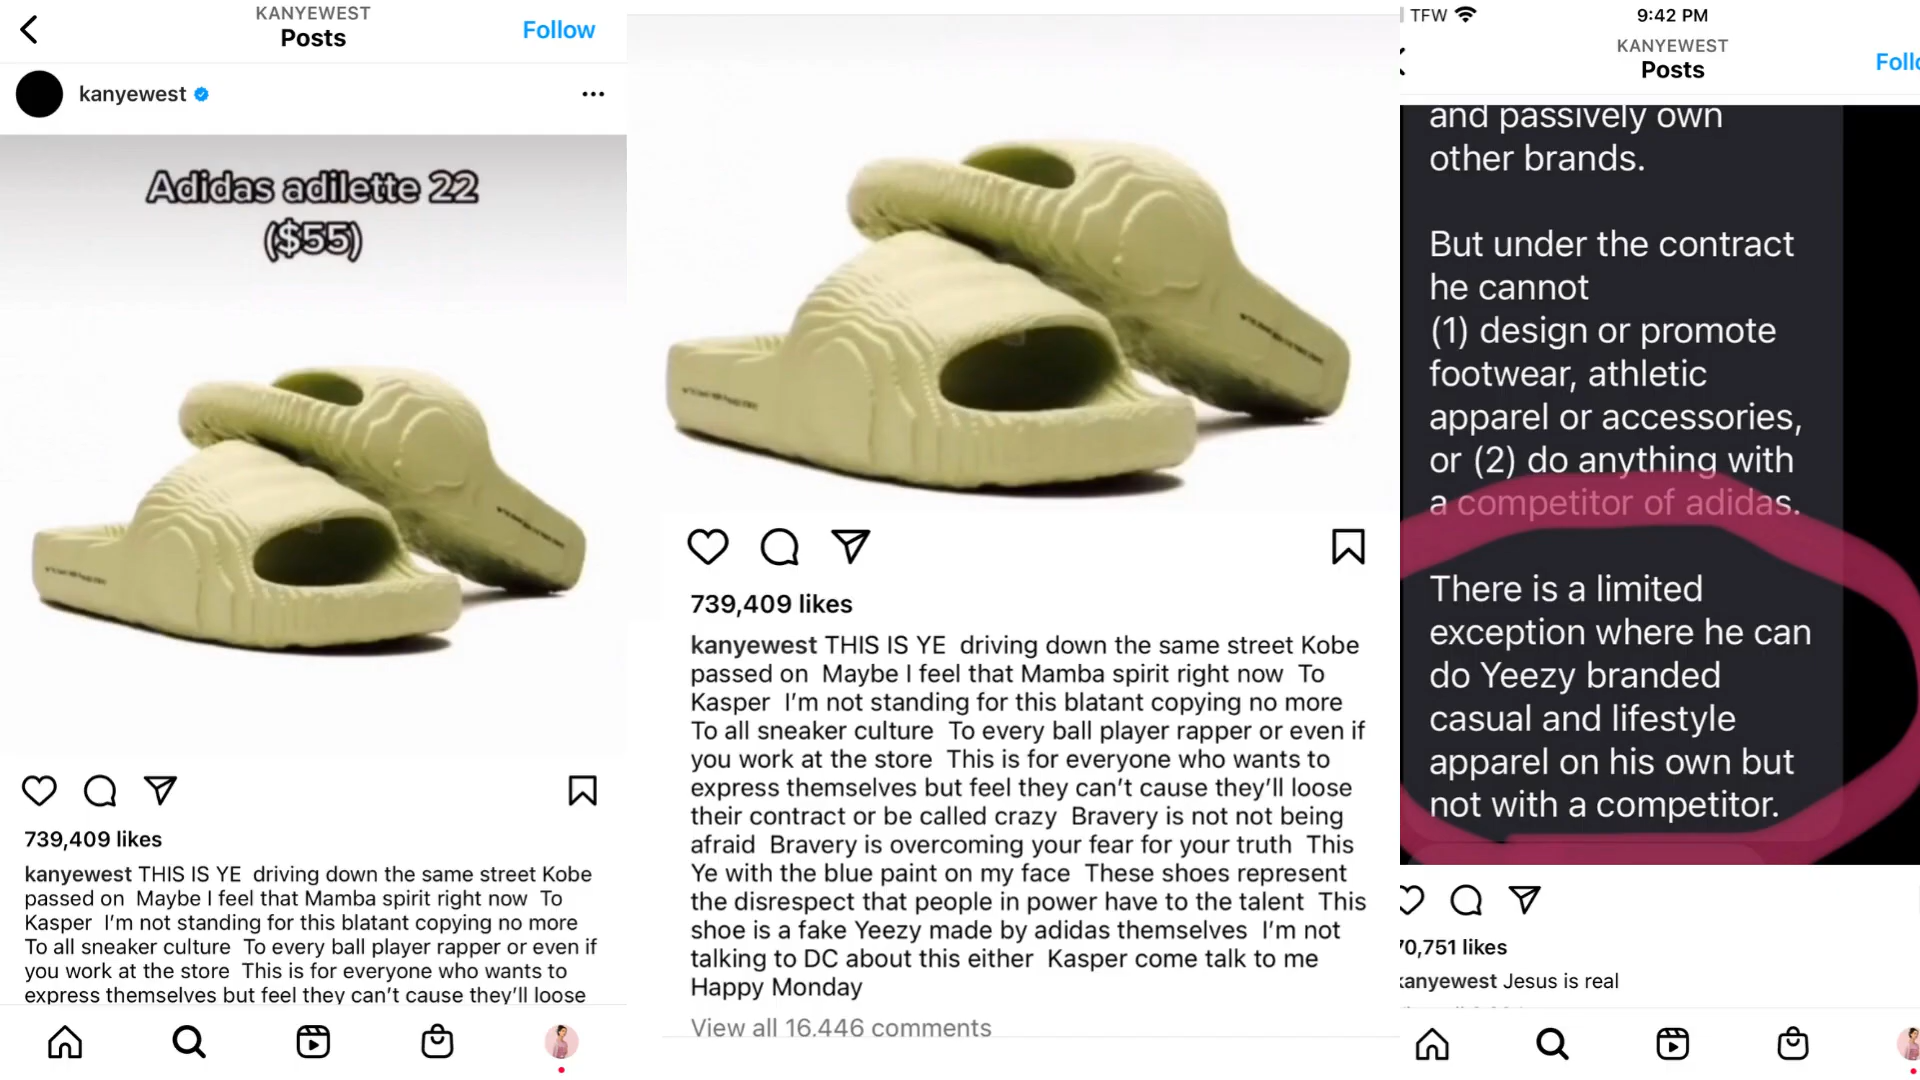 KANYEWEST
Posts
Follow
kanyewest
Adidas adilette 22
($55)
739,409 likes
kanyewest THIS IS YE driving down the same street Kobe
passed on Maybe I feel that Mamba spirit right now To
Kasper I'm not standing for this blatant copying no more
To all sneaker culture To every ball player rapper or even if
you work at the store This is for everyone who wants to
express themselves but feel they can't cause they'll loose
739,409 likes
kanyewest THIS IS YE driving down the same street Kobe
passed on Maybe I feel that Mamba spirit right now To
Kasper I'm not standing for this blatant copying no more
To all sneaker culture To every ball player rapper or even if
you work at the store This is for everyone who wants to
express themselves but feel they can't cause they'll loose
their contract or be called crazy Bravery is not not being
afraid Bravery is overcoming your fear for your truth This
Ye with the blue paint on my face These shoes represent
the disrespect that people in power have to the talent This
shoe is a fake Yeezy made by adidas themselves I'm not
talking to DC about this either Kasper come talk to me
Happy Monday
View all 16,446 comments
TFW 9:42 PM
KANYEWEST
Posts
Follo
and passively own
other brands.
But under the contract
he cannot
(1) design or promote
footwear, athletic
apparel or accessories,
or (2) do anything with
a competitor of adidas.
There is a limited
exception where he can
do Yeezy branded
casual and lifestyle
apparel on his own but
not with a competitor.
70,751 likes
kanyewest Jesus is real